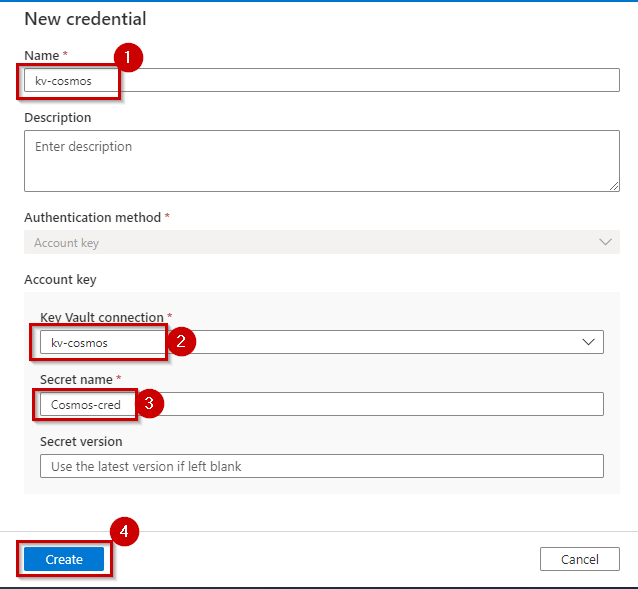 New credential
Name *
1
kv-cosmos
Description
Enter description
Authentication method *
Account key
Account key
Key Vault connection *
kv-cosmos
2
Secret name *
Cosmos-cred
3
Secret version
Use the latest version if left blank
4
Create
Cancel